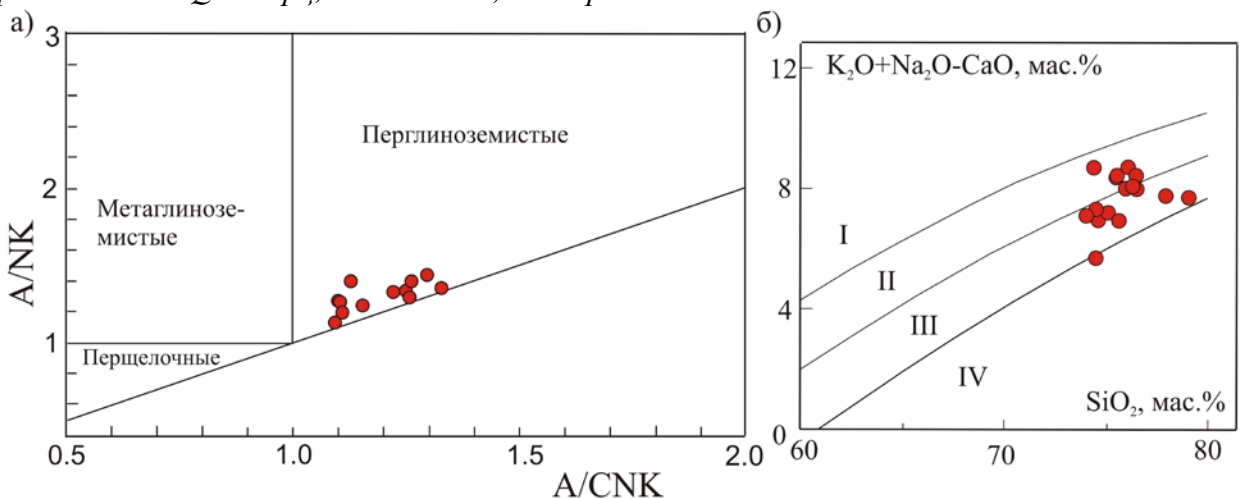 а)
3
2
1
A/NK
Метаглинозе-
мистые
Перглиноземистые
Перщелочные
0.5
1.0
1.5
2.0
A/CNK
б)
12
8
4
0
K₂O+Na₂O-CaO, мас.%
I
II
III
IV
SiO₂, мас.%
60
70
80